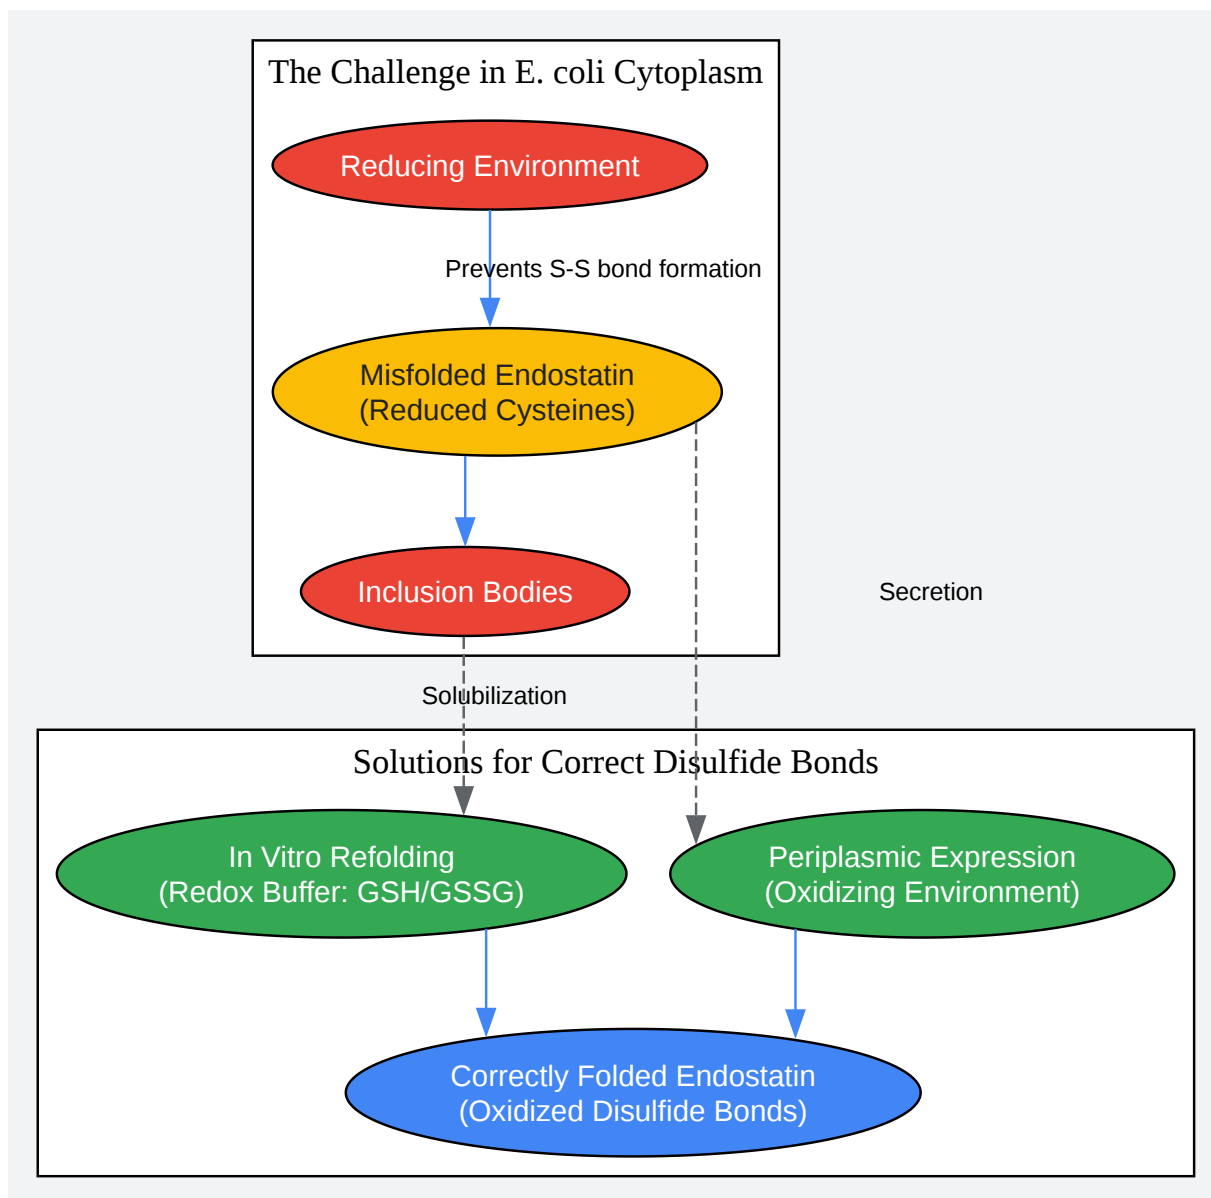 The Challenge in E. coli Cytoplasm
Reducing Environment
Prevents S-S bond formation
Misfolded Endostatin
(Reduced Cysteines)
Inclusion Bodies
Secretion
Solubilization
Solutions for Correct Disulfide Bonds
In Vitro Refolding
(Redox Buffer: GSH/GSSG)
Periplasmic Expression
(Oxidizing Environment)
Correctly Folded Endostatin
(Oxidized Disulfide Bonds)